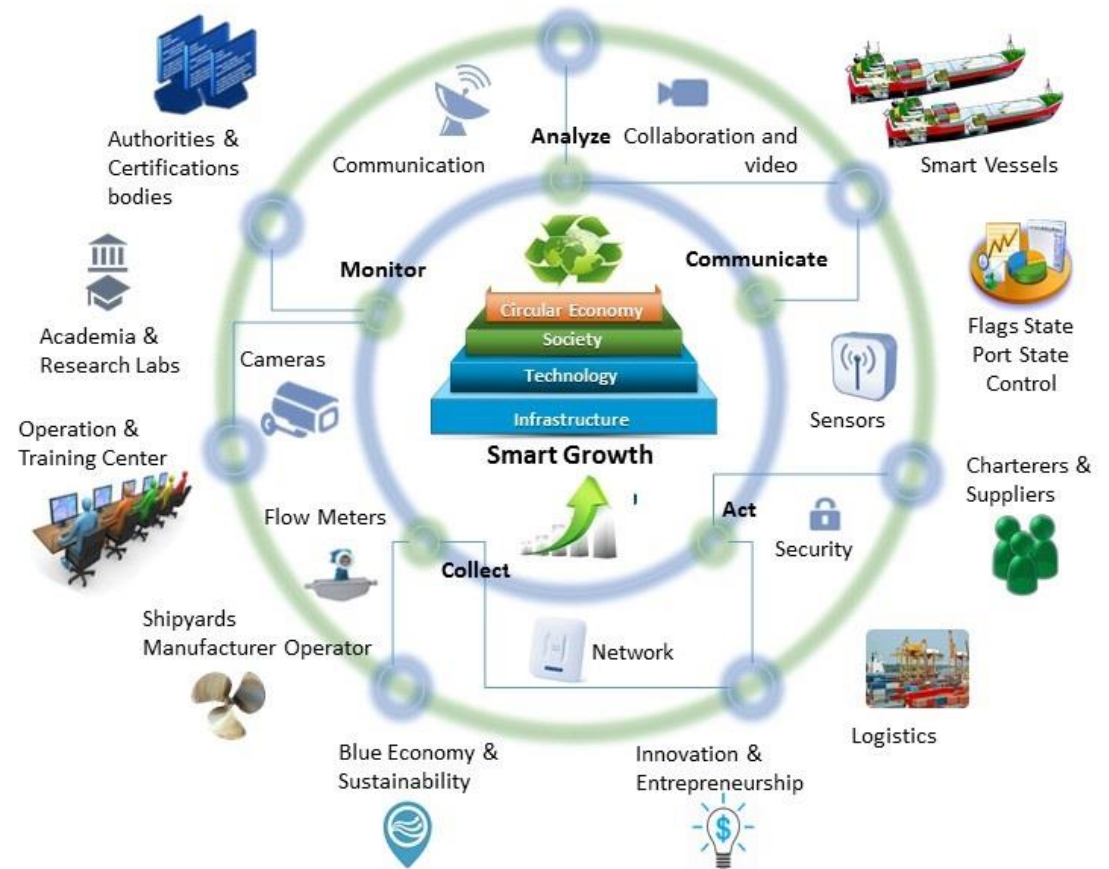 Authorities &
Certifications
bodies
Communication
Analyze
Collaboration and
video
Smart Vessels
Academia &
Research Labs
Monitor
Communicate
Circular Economy
Society
Technology
Infrastructure
Smart Growth
Flags State
Port State
Control
Cameras
Sensors
Operation &
Training Center
Flow Meters
Act
Security
Charterers &
Suppliers
Collect
Shipyards
Manufacturer Operator
Network
Logistics
Blue Economy &
Sustainability
Innovation &
Entrepreneurship
$